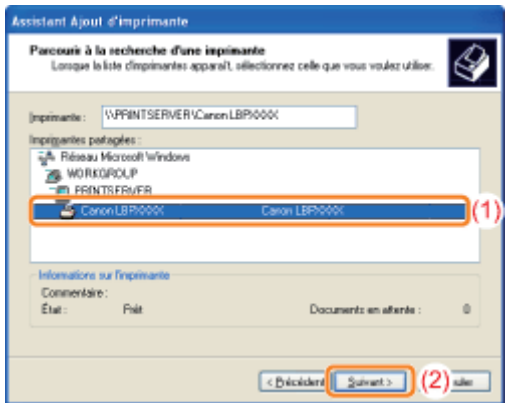 Assistant Ajout d'imprimante
Parcourir à la recherche d'une imprimante
Lorsque la liste d'imprimantes apparaît, sélectionnez celle que vous voulez utiliser.
Imprimante : \\PRINTSERVER\Canon LBPXXXX
Imprimantes partagées :
Réseau Microsoft Windows
WORKGROUP
PRINTSERVER
Canon LBPXXXX Canon LBPXXXX (1)
Informations sur l'imprimante
Commentaire :
État : Prêt Documents en attente : 0
< Précédent Suivant > (2) uler